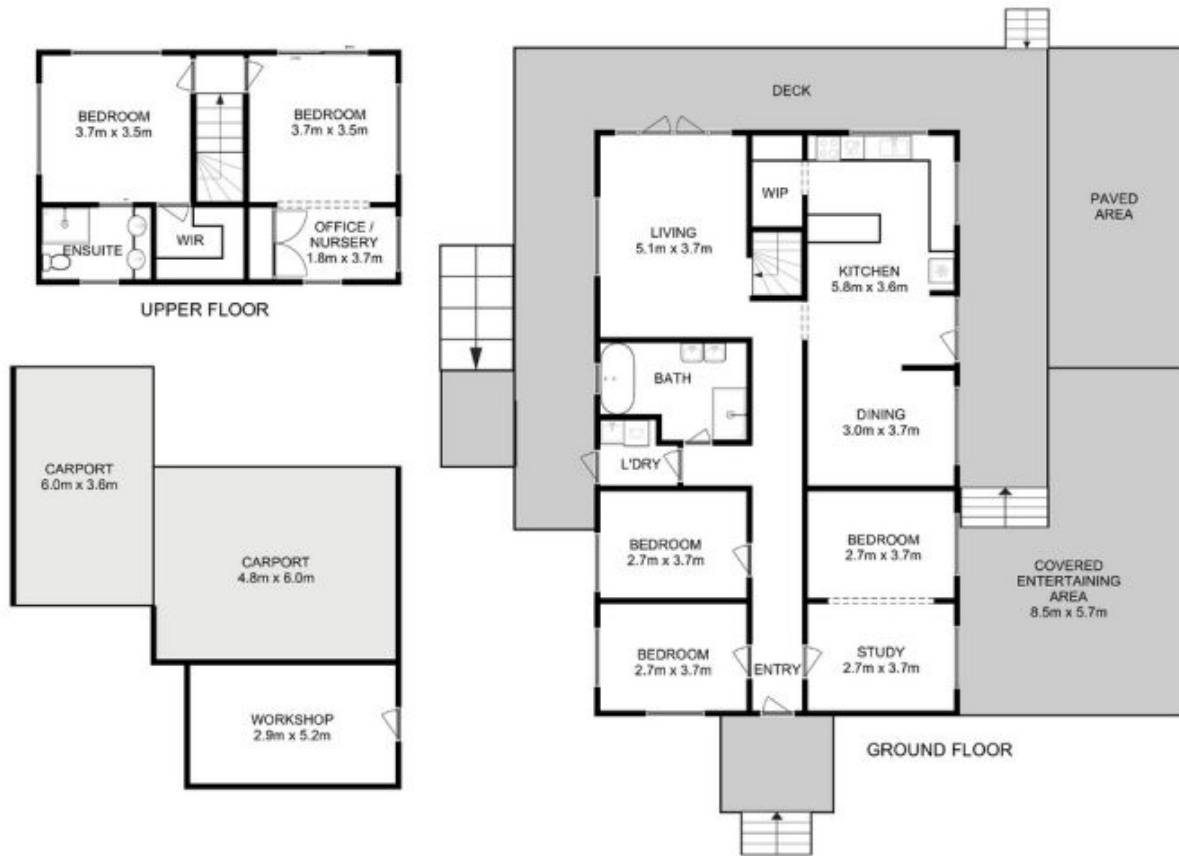 BEDROOM
3.7m x 3.5m
BEDROOM
3.7m x 3.5m
ENSUITE
WIR
OFFICE /
NURSERY
1.8m x 3.7m
UPPER FLOOR
CARPORT
6.0m x 3.6m
CARPORT
4.8m x 6.0m
WORKSHOP
2.9m x 5.2m
DECK
WIP
LIVING
5.1m x 3.7m
KITCHEN
5.8m x 3.6m
PAVED
AREA
BATH
DINING
3.0m x 3.7m
L'DRY
BEDROOM
2.7m x 3.7m
BEDROOM
2.7m x 3.7m
COVERED
ENTERTAINING
AREA
8.5m x 5.7m
BEDROOM
2.7m x 3.7m
ENTRY
STUDY
2.7m x 3.7m
GROUND FLOOR